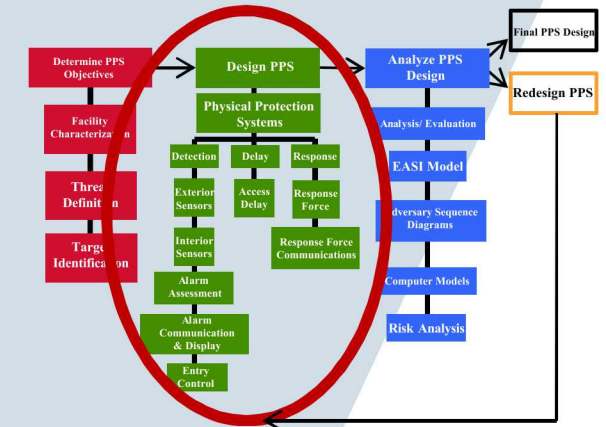 Determine PPS
Objectives
Facility
Characterization
Threat
Definition
Target
Identification
Design PPS
Physical Protection
Systems
Detection
Exterior
Sensors
Interior
Sensors
Alarm
Assessment
Alarm
Communication
& Display
Entry
Control
Delay
Access
Delay
Response
Response
Force
Response Force
Communications
Analyze PPS
Design
Analysis/ Evaluation
EASI Model
Adversary Sequence
Diagrams
Computer Models
Risk Analysis
Final PPS Design
Redesign PPS